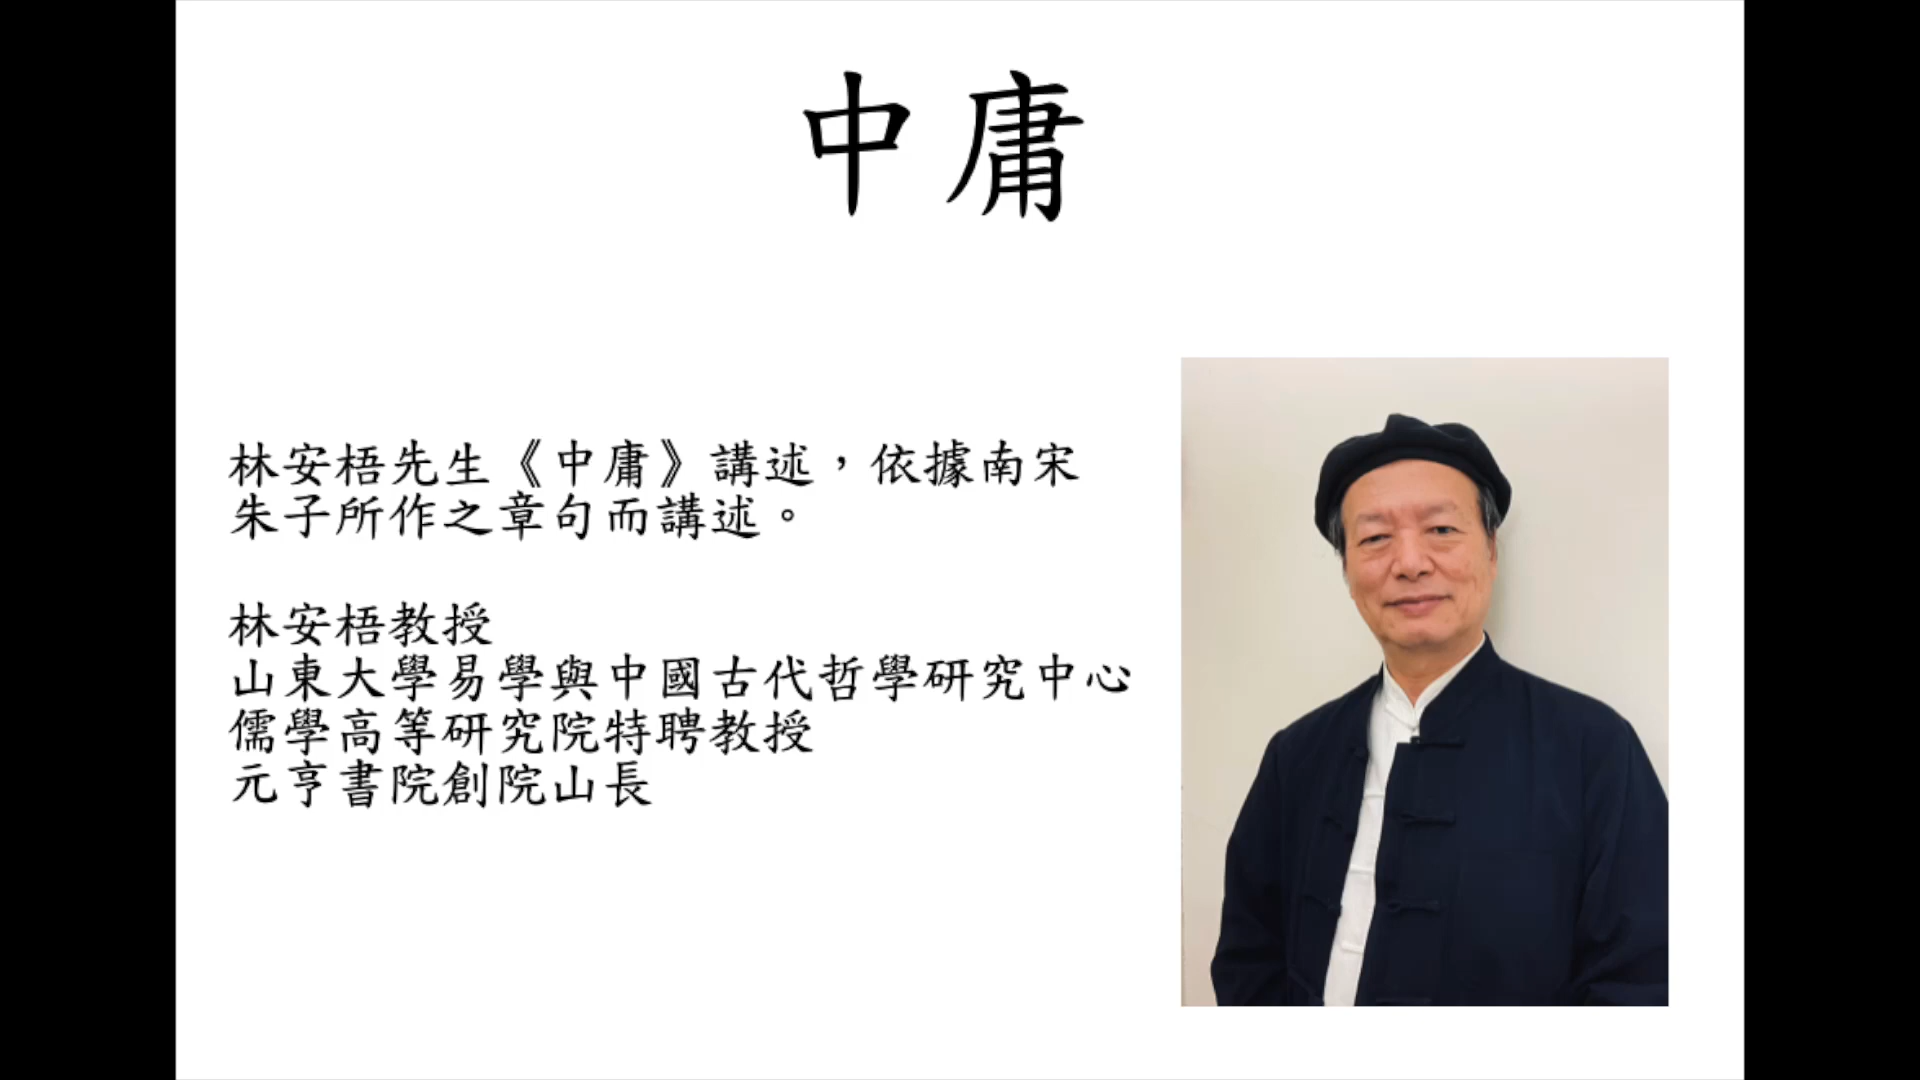 中庸
林安梧先生《中庸》講述，依據南宋
朱子所作之章句而講述。
林安梧教授
山東大學易學與中國古代哲學研究中心
儒學高等研究院特聘教授
元亨書院創院山長